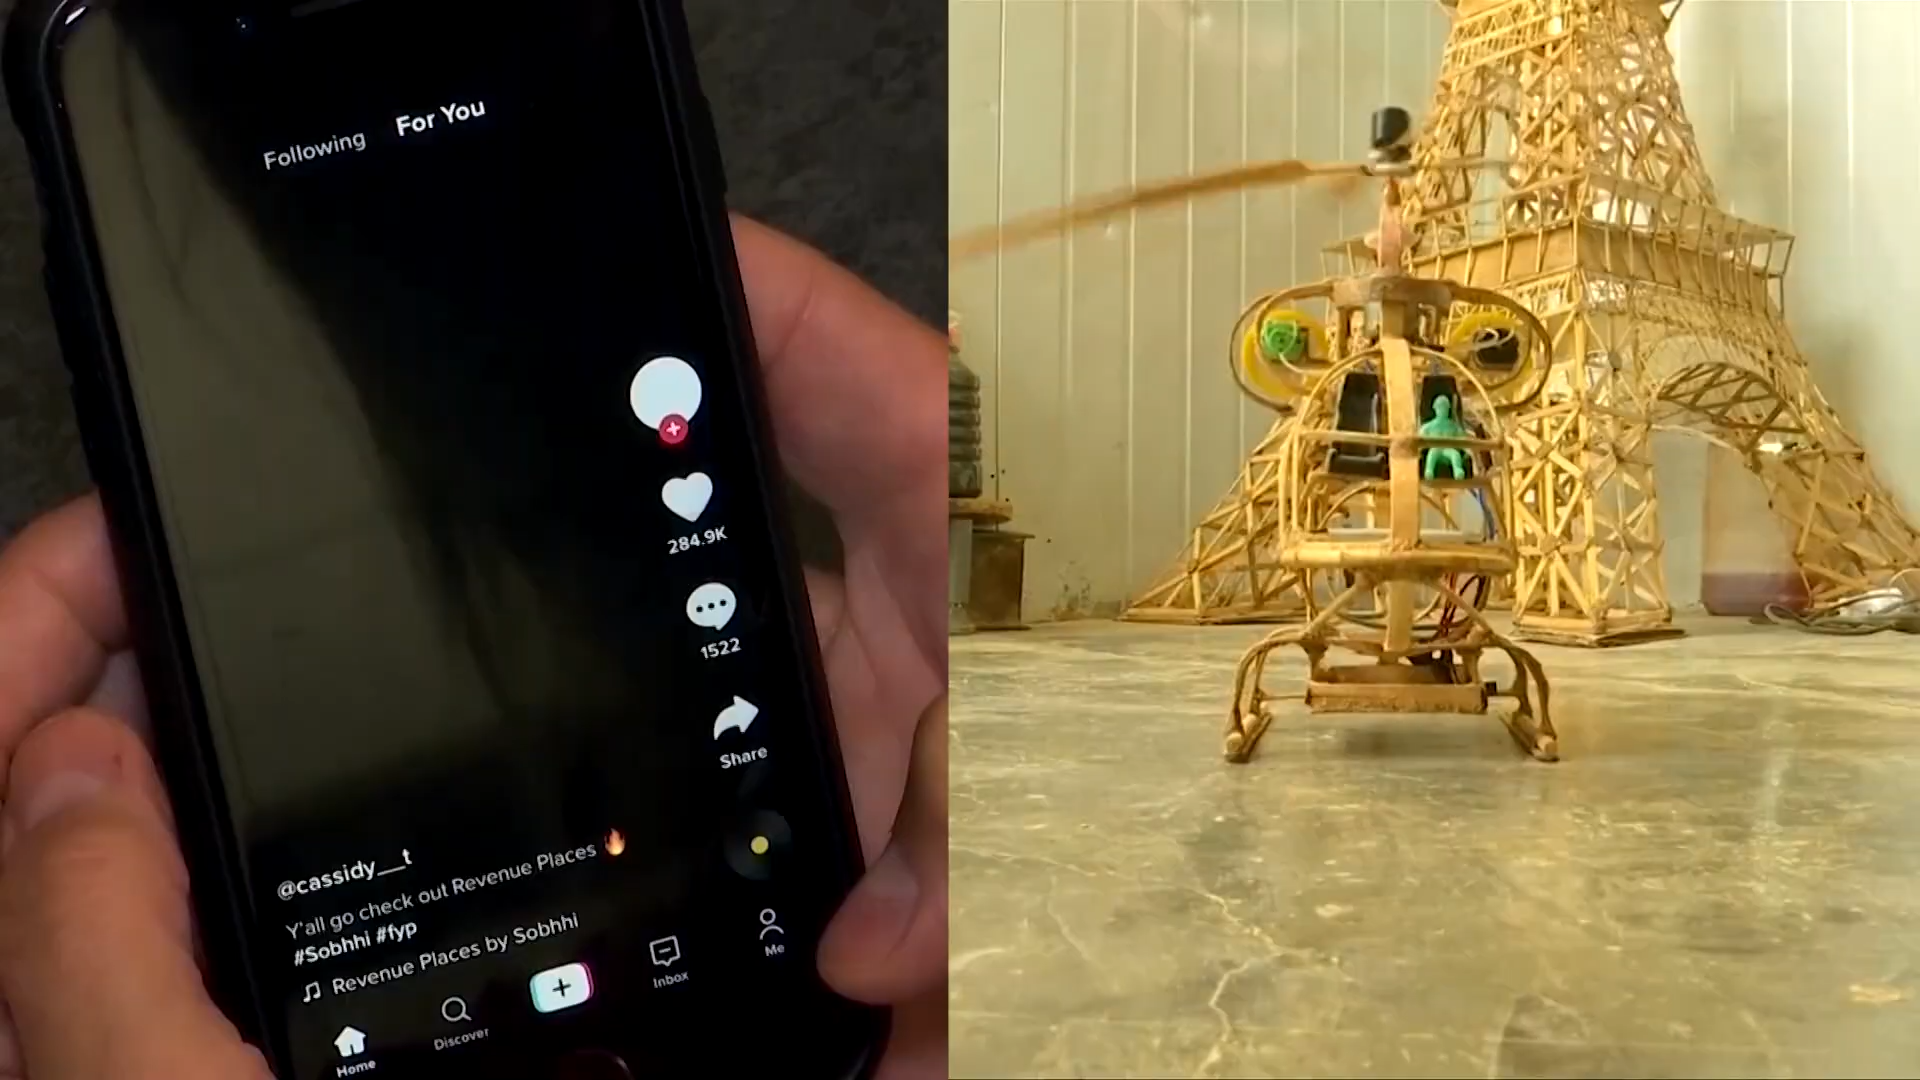 Following For You
284.9K
1522
Share
@cassidy__t
Y'all go check out Revenue Places 🔥
#Sobhhi #fyp
Revenue Places by Sobhhi
Home
Discover
Inbox
Me